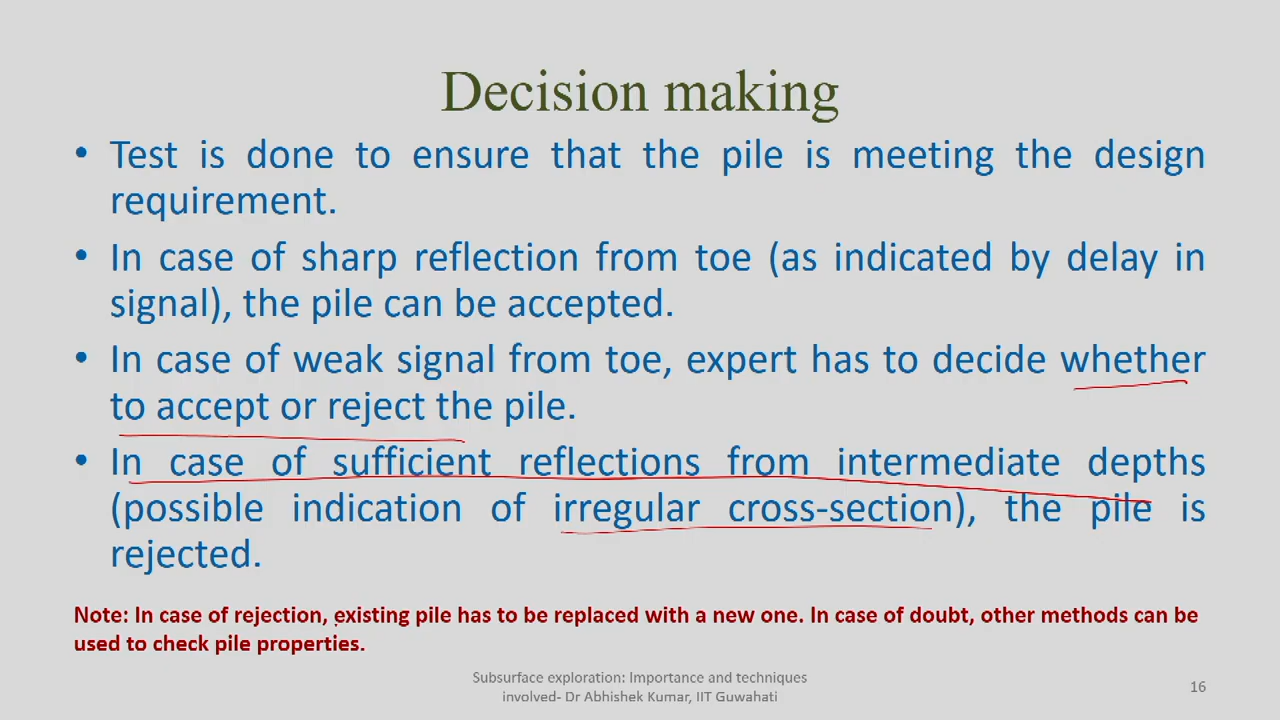 Decision making
• Test is done to ensure that the pile is meeting the design
requirement.
• In case of sharp reflection from toe (as indicated by delay in
signal), the pile can be accepted.
• In case of weak signal from toe, expert has to decide whether
to accept or reject the pile.
• In case of sufficient reflections from intermediate depths
(possible indication of irregular cross-section), the pile is
rejected.
Note: In case of rejection, existing pile has to be replaced with a new one. In case of doubt, other methods can be
used to check pile properties.
Subsurface exploration: Importance and techniques
involved- Dr Abhishek Kumar, IIT Guwahati
16